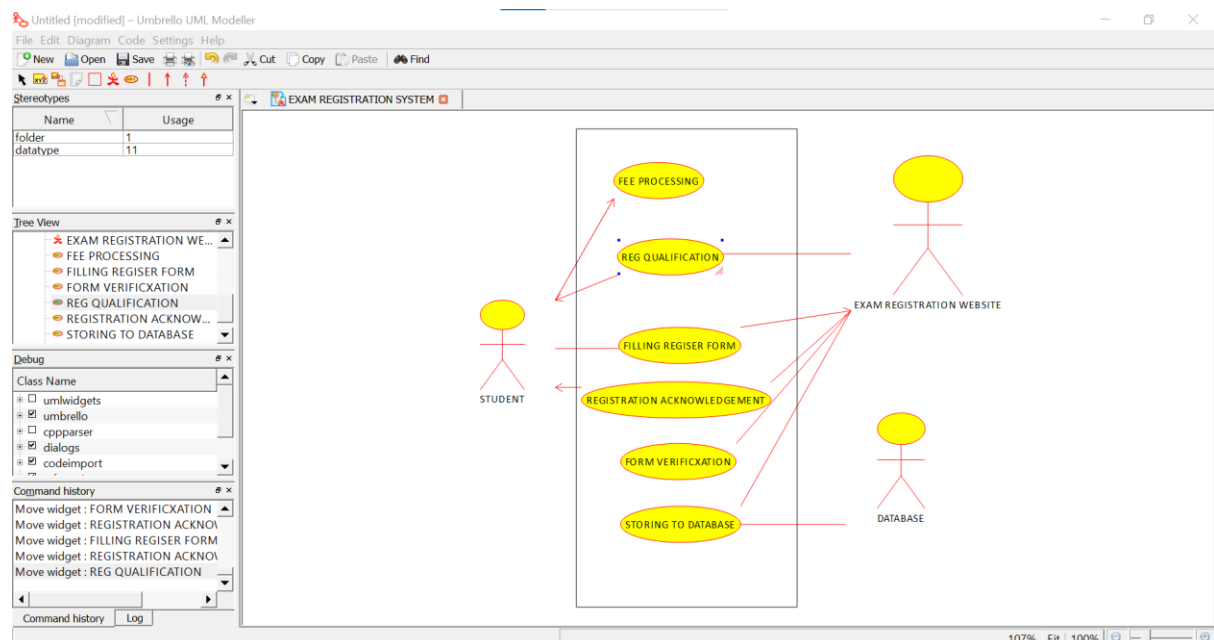 Untitled [modified] – Umbrello UML Modeller
File Edit Diagram Code Settings Help
New Open Save Cut Copy Paste Find
xyz
Stereotypes
Name Usage
folder 1
datatype 11
Tree View
EXAM REGISTRATION WE...
FEE PROCESSING
FILLING REGISER FORM
FORM VERIFICXATION
REG QUALIFICATION
REGISTRATION ACKNOW...
STORING TO DATABASE
Debug
Class Name
umlwidgets
umbrello
cppparser
dialogs
codeimport
Command history
Move widget : FORM VERIFICXATION
Move widget : REGISTRATION ACKNO
Move widget : FILLING REGISER FORM
Move widget : REGISTRATION ACKNO
Move widget : REG QUALIFICATION
Command history Log
EXAM REGISTRATION SYSTEM
FEE PROCESSING
REG QUALIFICATION
EXAM REGISTRATION WEBSITE
FILLING REGISER FORM
STUDENT
REGISTRATION ACKNOWLEDGEMENT
FORM VERIFICXATION
STORING TO DATABASE
DATABASE
107% Fit 100%